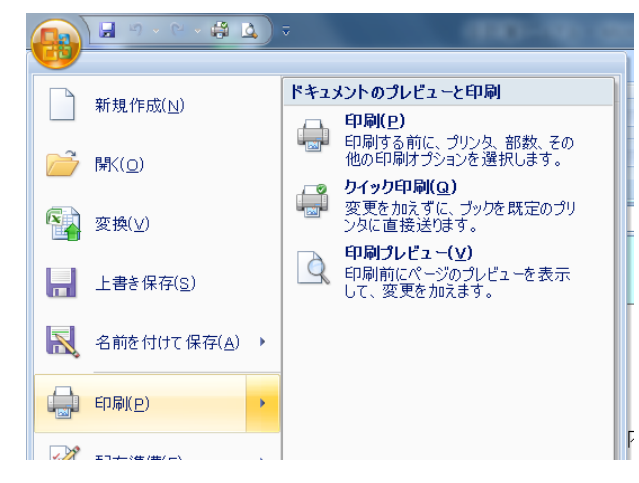 新規作成(N)
開く(O)
変換(V)
上書き保存(S)
名前を付けて保存(A)
印刷(P)
ドキュメントのプレビューと印刷
印刷(P)
印刷する前に、プリンタ、部数、その
他の印刷オプションを選択します。
クイック印刷(Q)
変更を加えずに、ブックを既定のプリ
ンタに直接送ります。
印刷プレビュー(V)
印刷前にページのプレビューを表示
して、変更を加えます。